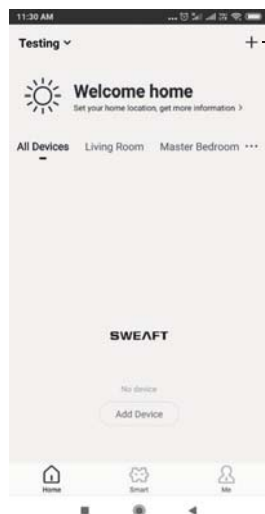 11:30 AM
Testing
Welcome home
Set your home location, get more information >
All Devices Living Room Master Bedroom ...
SWEAFT
No device
Add Device
Home Smart Me